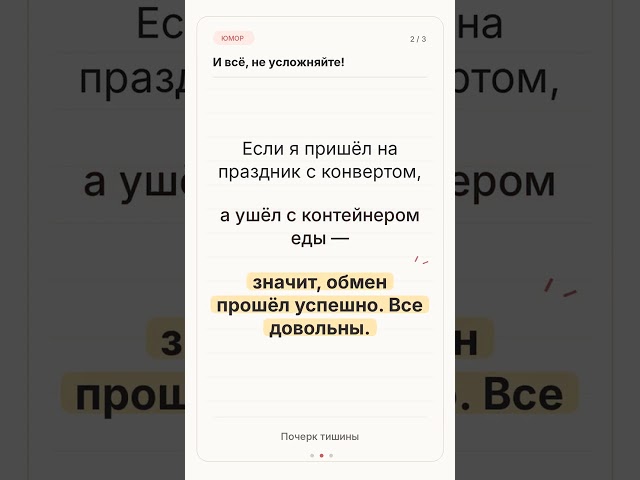 ЮМОР
2 / 3
И всё, не усложняйте!
Если я пришёл на
праздник с конвертом,
а ушёл с контейнером
еды —
значит, обмен
прошёл успешно. Все
довольны.
Почерк тишины